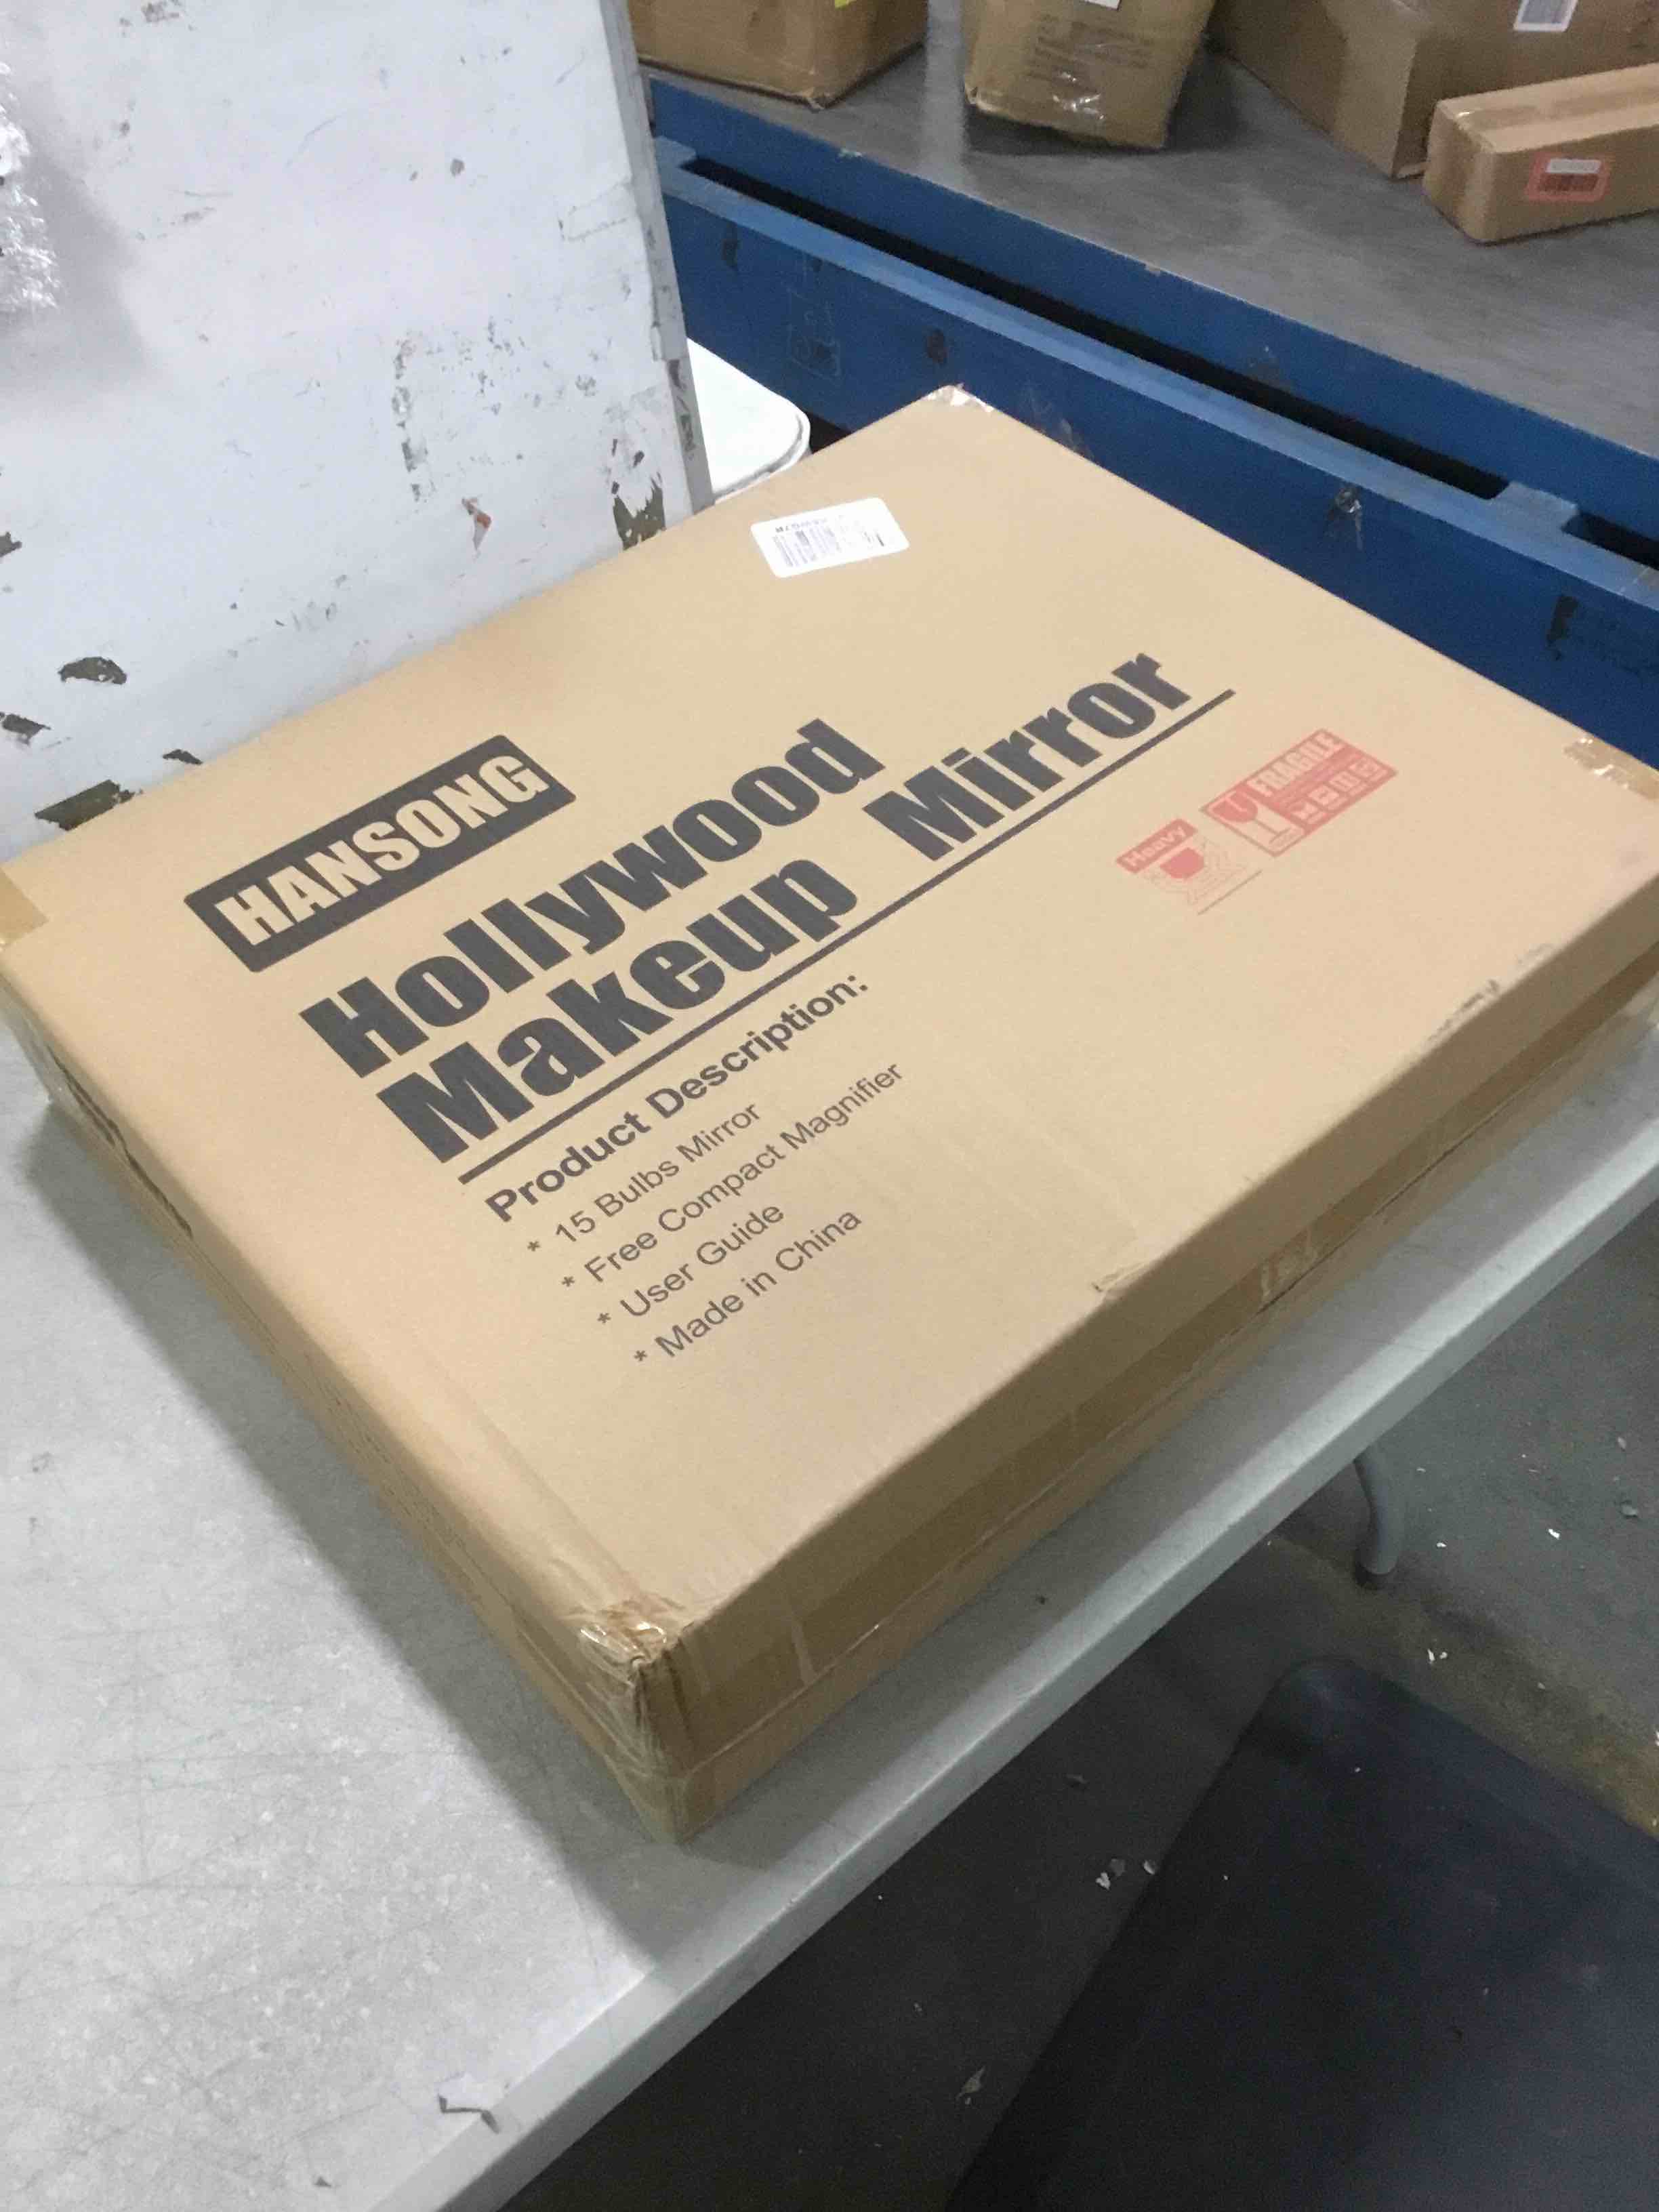 HANSONG
Hollywood
Makeup Mirror
Product Description:
* 15 Bulbs Mirror
* Free Compact Magnifier
* User Guide
* Made in China
Heavy
FRAGILE